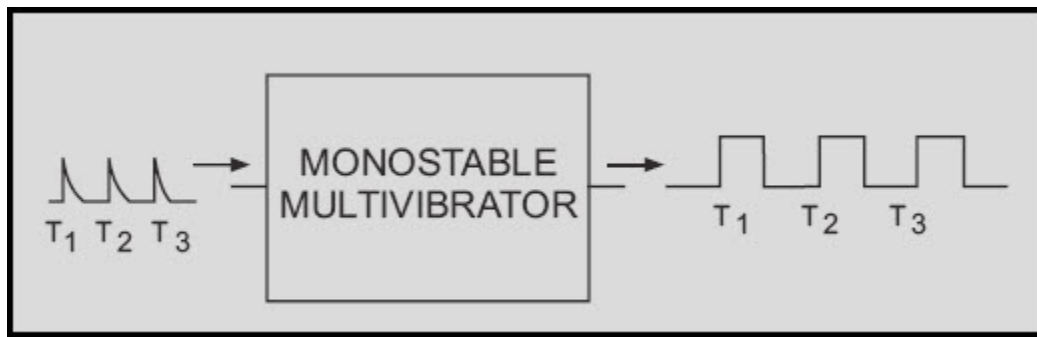 MONOSTABLE
MULTIVIBRATOR
T1 T2 T3
T1 T2 T3